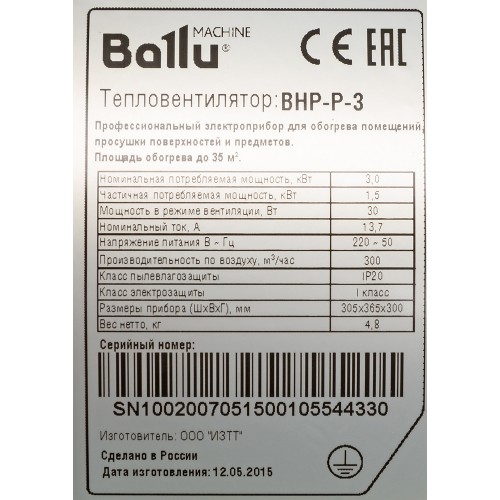 MACHINE
Ballu® CE EAC
Тепловентилятор: BHP-P-3
Профессиональный электроприбор для обогрева помещений,
просушки поверхностей и предметов.
Площадь обогрева до 35 м².
Номинальная потребляемая мощность, кВт 3,0
Частичная потребляемая мощность, кВт 1,5
Мощность в режиме вентиляции, Вт 30
Номинальный ток, А 13,7
Напряжение питания В ~ Гц 220 ~ 50
Производительность по воздуху, м³/час 300
Класс пылевлагозащиты IP20
Класс электрозащиты I класс
Размеры прибора (ШхВхГ), мм 305х365х300
Вес нетто, кг 4,8
Серийный номер:
SN1002007051500105544330
Изготовитель: ООО "ИЗТТ"
Сделано в России
Дата изготовления: 12.05.2015